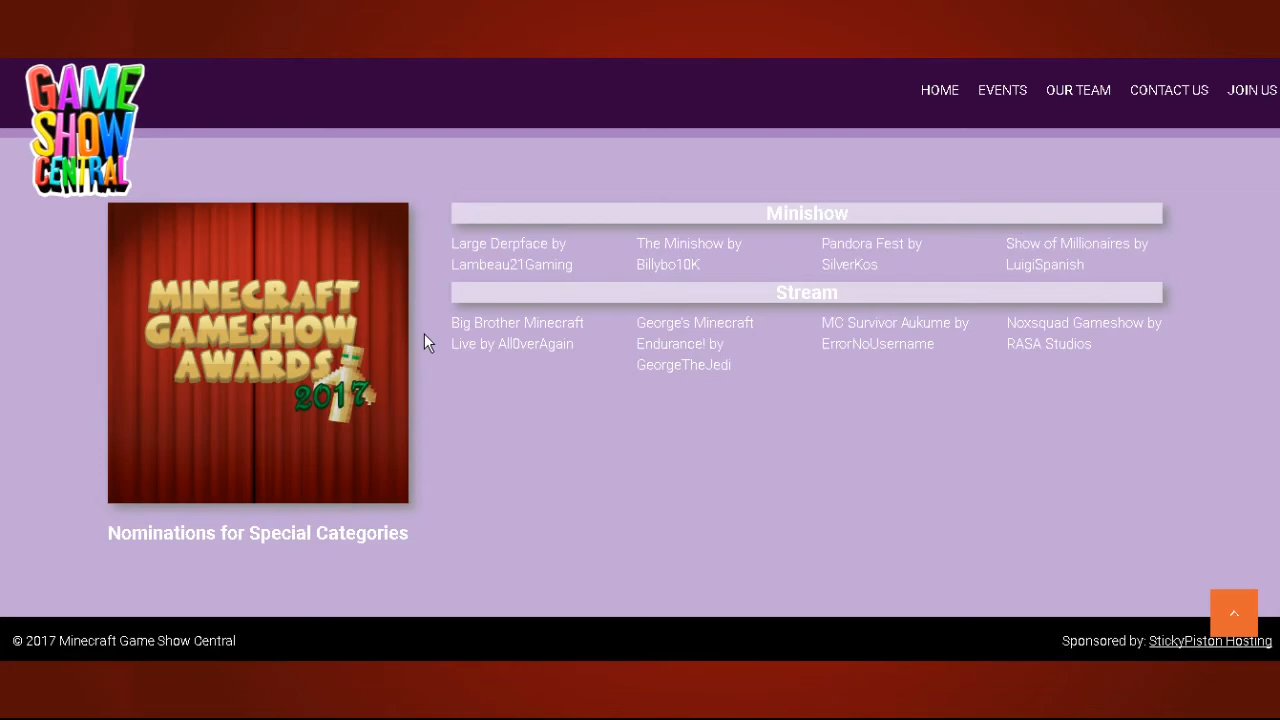 GAME
SHOW
CENTRAL
HOME EVENTS OUR TEAM CONTACT US JOIN US
MINECRAFT
GAMESHOW
AWARDS
2017
Nominations for Special Categories
Minishow
Large Derpface by
Lambeau21Gaming
The Minishow by
Billybo10K
Pandora Fest by
SilverKos
Show of Millionaires by
LuigiSpanish
Stream
Big Brother Minecraft
Live by All0verAgain
George's Minecraft
Endurance! by
GeorgeTheJedi
MC Survivor Aukume by
ErrorNoUsername
Noxsquad Gameshow by
RASA Studios
© 2017 Minecraft Game Show Central
Sponsored by: StickyPiston Hosting